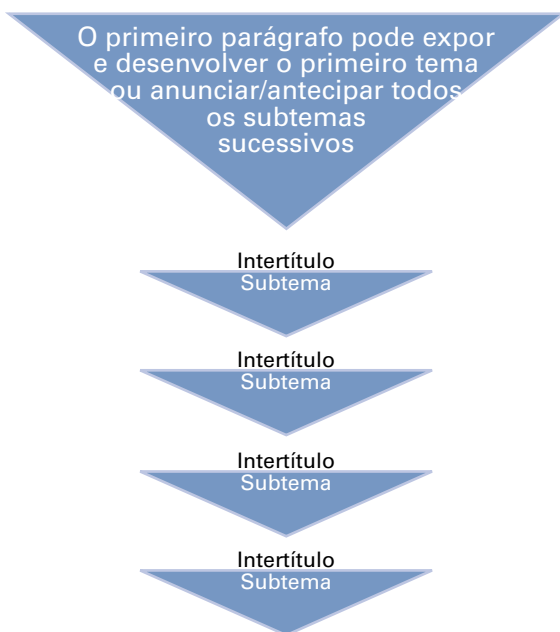 O primeiro parágrafo pode expor
e desenvolver o primeiro tema
ou anunciar/antecipar todos
os subtemas
sucessivos
Intertítulo
Subtema
Intertítulo
Subtema
Intertítulo
Subtema
Intertítulo
Subtema